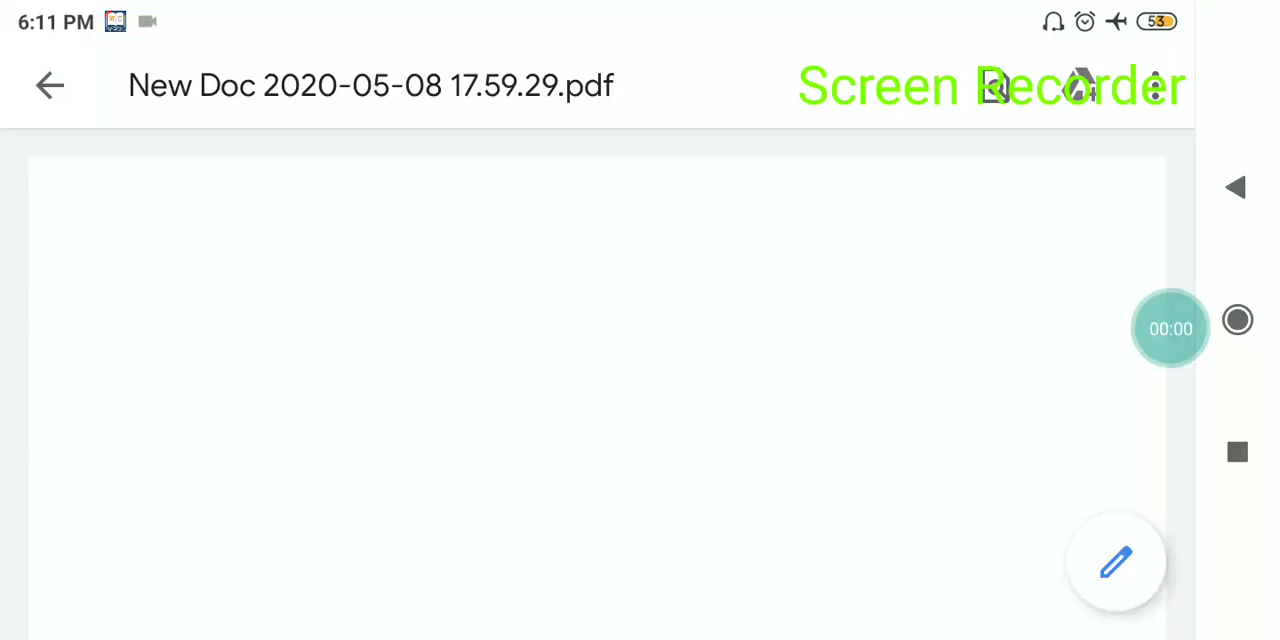 6:11 PM
53
New Doc 2020-05-08 17.59.29.pdf
Screen Recorder
00:00